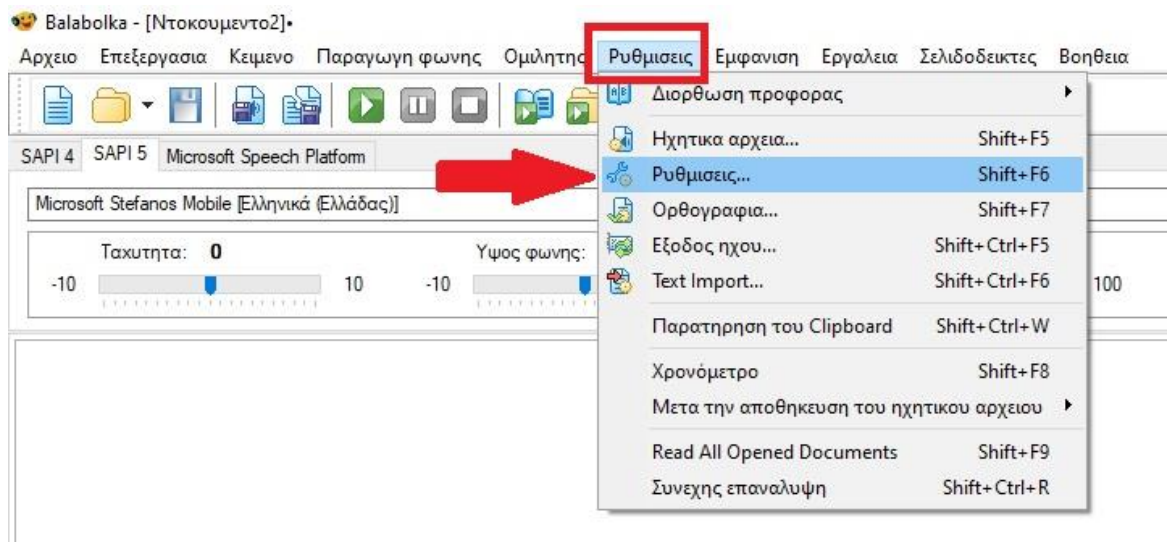 Balabolka - [Ντοκουμεντο2]•
Αρχειο Επεξεργασια Κειμενο Παραγωγη φωνης Ομιλητης Ρυθμισεις Εμφανιση Εργαλεια Σελιδοδεικτες Βοηθεια
SAPI 4 SAPI 5 Microsoft Speech Platform
Microsoft Stefanos Mobile [Ελληνικά (Ελλάδας)]
Ταχυτητα: 0 Υψος φωνης:
-10 10 -10 100
Διορθωση προφορας
Ηχητικα αρχεια... Shift+F5
Ρυθμισεις... Shift+F6
Ορθογραφια... Shift+F7
Εξοδος ηχου... Shift+Ctrl+F5
Text Import... Shift+Ctrl+F6
Παρατηρηση του Clipboard Shift+Ctrl+W
Χρονόμετρο Shift+F8
Μετα την αποθηκευση του ηχητικου αρχειου
Read All Opened Documents Shift+F9
Συνεχης επαναλυψη Shift+Ctrl+R